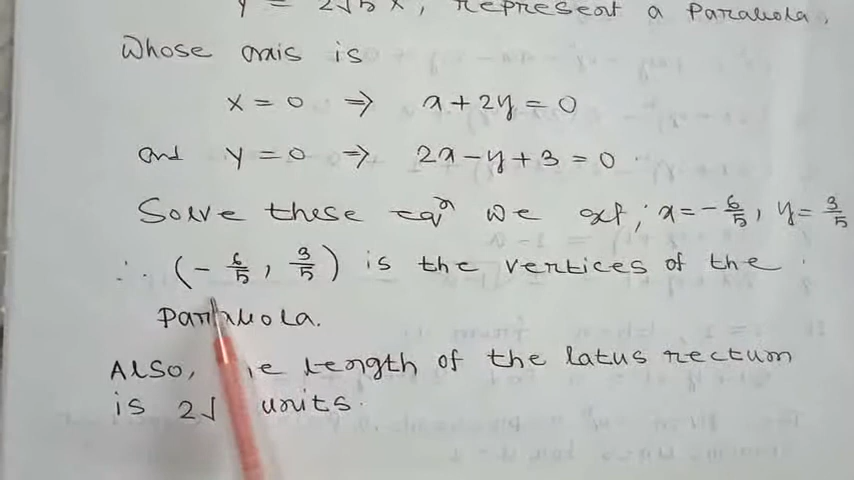 Y = 2√5 X, represent a Parabola,
Whose axis is
X = 0 ⇒ x + 2y = 0
and Y = 0 ⇒ 2x - y + 3 = 0
Solve these eqⁿ we get; x = -6/5, y = 3/5
∴ (-6/5, 3/5) is the vertices of the
Parabola.
Also, the length of the latus rectum
is 2√ units.